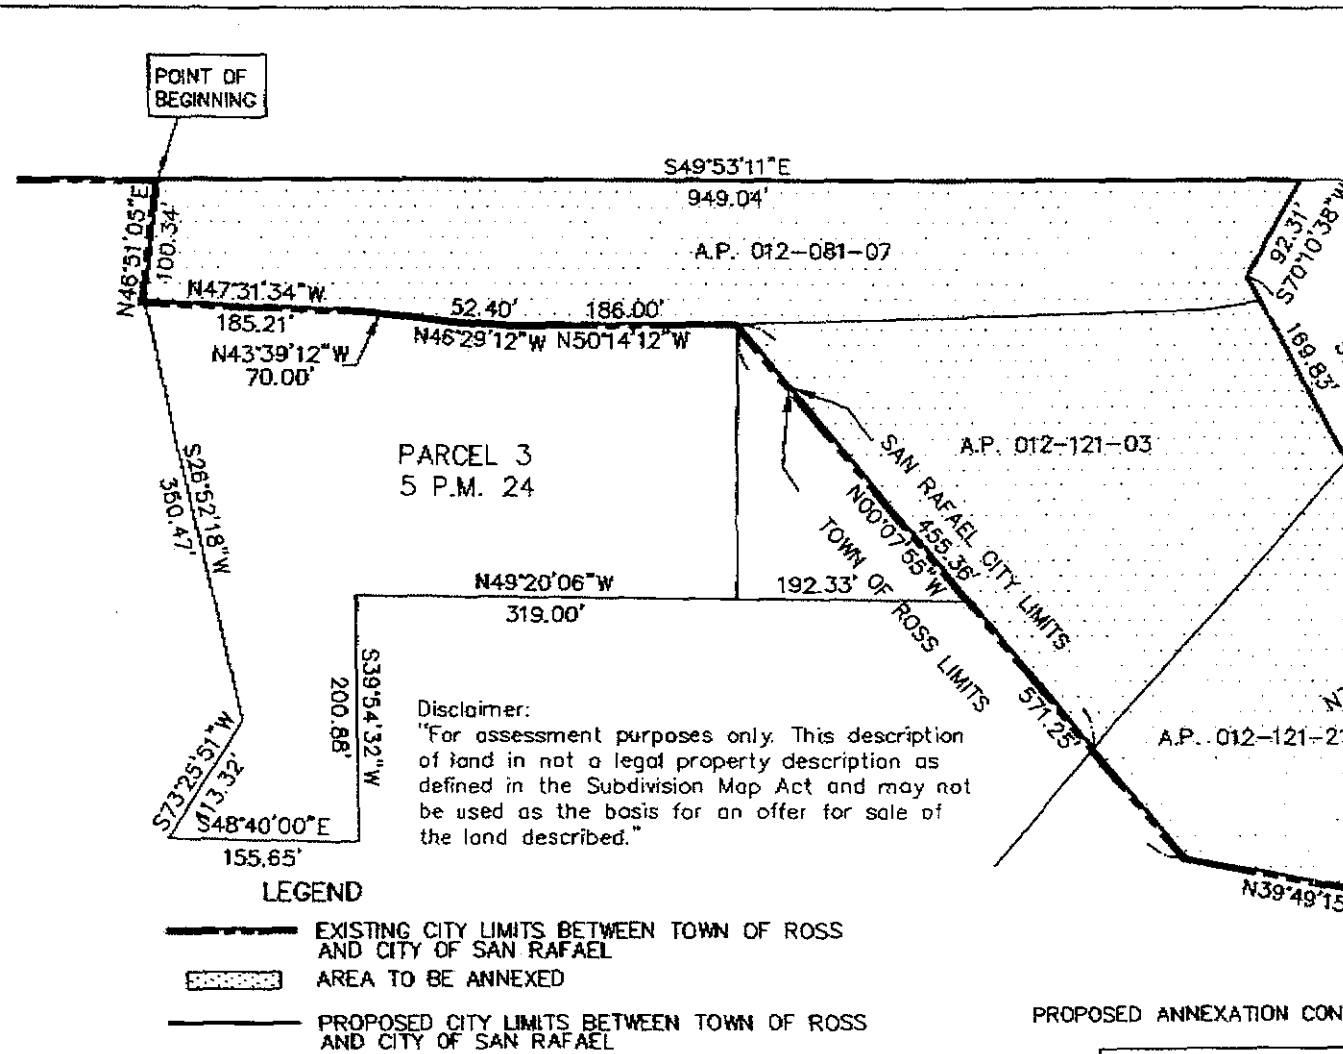 POINT OF
BEGINNING
S49°53'11"E
949.04'
A.P. 012-081-07
N46°51'05"E
100.34'
92.31'
S70°10'38"W
N47°31'34"W
185.21'
N43°39'12"W
70.00'
52.40'
N46°29'12"W
186.00'
N50°14'12"W
169.83'
PARCEL 3
5 P.M. 24
A.P. 012-121-03
SAN RAFAEL CITY LIMITS
455.36'
N00°07'55"W
TOWN OF ROSS LIMITS
571.25'
S26°52'18"W
350.47'
N49°20'06"W
319.00'
192.33'
S39°54'32"W
200.88'
A.P. 012-121-2
S73°25'51"W
113.32'
S48°40'00"E
155.65'
N39°49'15
Disclaimer:
"For assessment purposes only. This description
of land in not a legal property description as
defined in the Subdivision Map Act and may not
be used as the basis for an offer for sale of
the land described."
LEGEND
EXISTING CITY LIMITS BETWEEN TOWN OF ROSS
AND CITY OF SAN RAFAEL
AREA TO BE ANNEXED
PROPOSED CITY LIMITS BETWEEN TOWN OF ROSS
AND CITY OF SAN RAFAEL
PROPOSED ANNEXATION CON